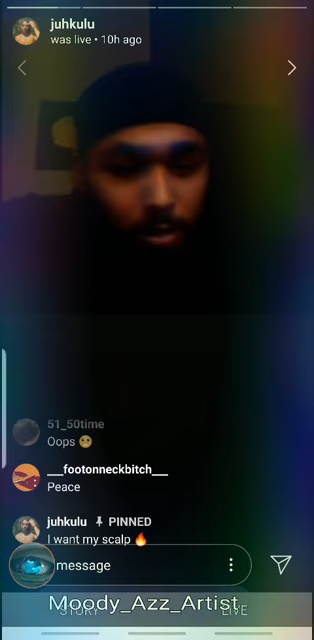 juhkulu
was live • 10h ago
51_50time
Oops 😬
___footonneckbitch___
Peace
juhkulu 📌 PINNED
I want my scalp 🔥
message
Moody_Azz_Artist
STORY LIVE